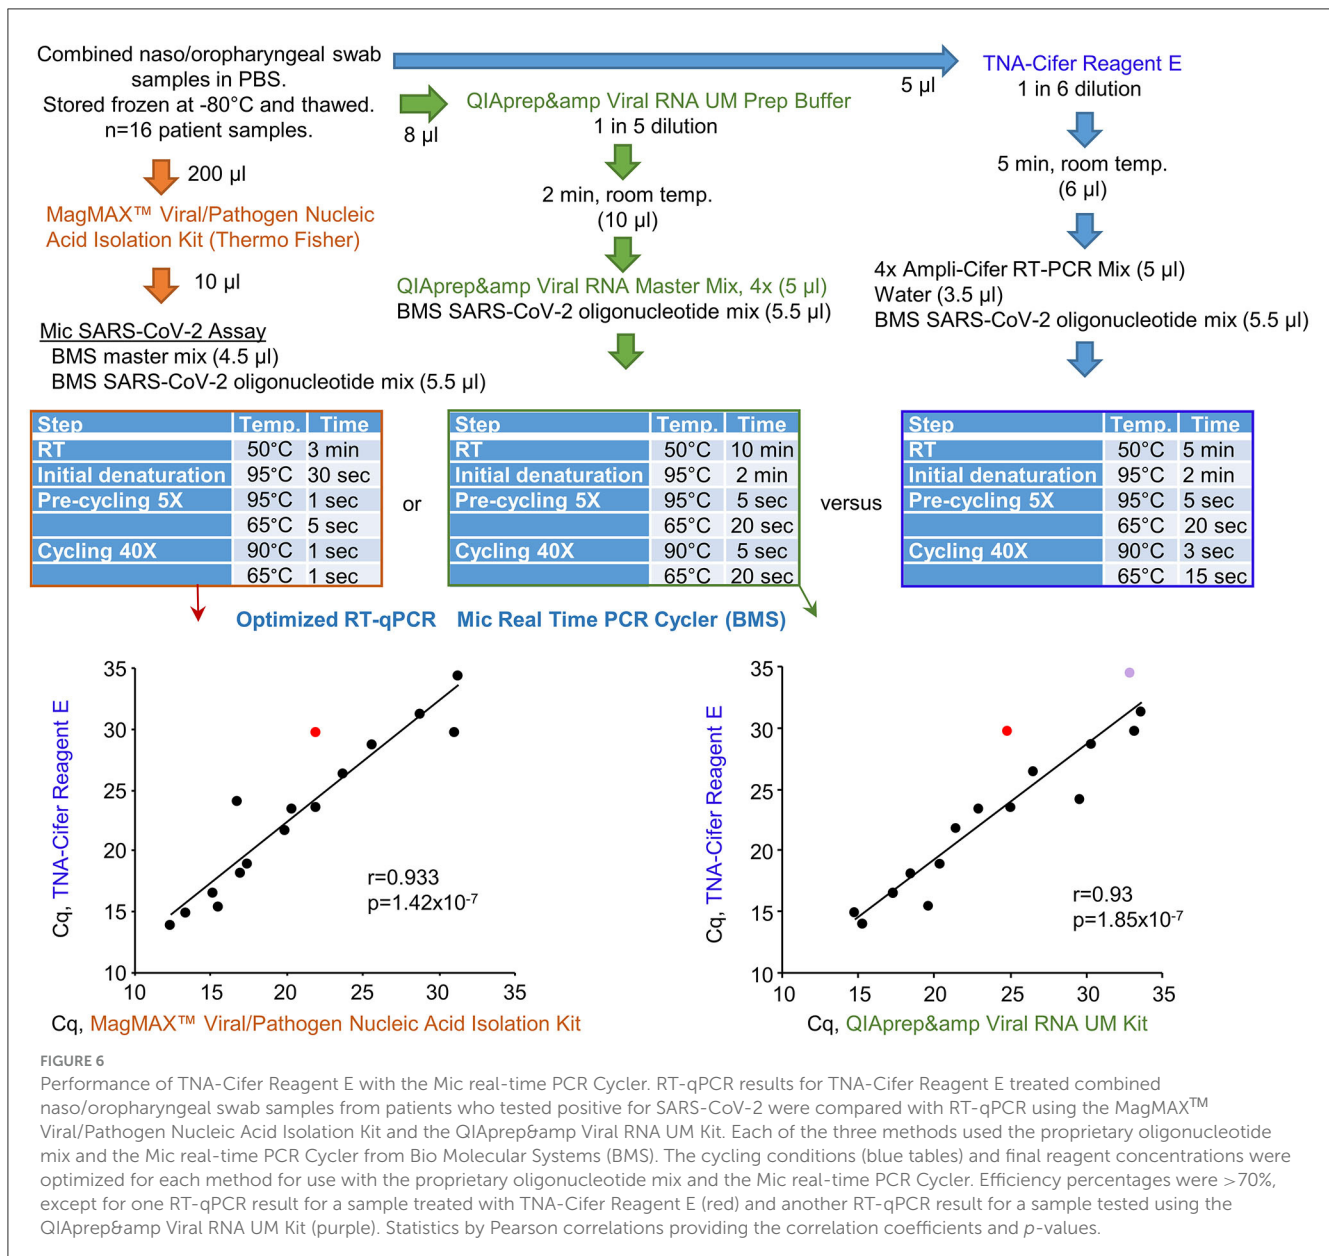 Combined naso/oropharyngeal swab
samples in PBS.
Stored frozen at -80°C and thawed.
n=16 patient samples.
200 µl
MagMAX™ Viral/Pathogen Nucleic
Acid Isolation Kit (Thermo Fisher)
10 µl
Mic SARS-CoV-2 Assay
BMS master mix (4.5 µl)
BMS SARS-CoV-2 oligonucleotide mix (5.5 µl)
8 µl
QIAprep&amp Viral RNA UM Prep Buffer
1 in 5 dilution
2 min, room temp.
(10 µl)
QIAprep&amp Viral RNA Master Mix, 4x (5 µl)
BMS SARS-CoV-2 oligonucleotide mix (5.5 µl)
5 µl
TNA-Cifer Reagent E
1 in 6 dilution
5 min, room temp.
(6 µl)
4x Ampli-Cifer RT-PCR Mix (5 µl)
Water (3.5 µl)
BMS SARS-CoV-2 oligonucleotide mix (5.5 µl)
Step Temp. Time
RT 50°C 3 min
Initial denaturation 95°C 30 sec
Pre-cycling 5X 95°C 1 sec
65°C 5 sec
Cycling 40X 90°C 1 sec
65°C 1 sec
or
Step Temp. Time
RT 50°C 10 min
Initial denaturation 95°C 2 min
Pre-cycling 5X 95°C 5 sec
65°C 20 sec
Cycling 40X 90°C 5 sec
65°C 20 sec
versus
Step Temp. Time
RT 50°C 5 min
Initial denaturation 95°C 2 min
Pre-cycling 5X 95°C 5 sec
65°C 20 sec
Cycling 40X 90°C 3 sec
65°C 15 sec
Optimized RT-qPCR Mic Real Time PCR Cycler (BMS)
Cq, TNA-Cifer Reagent E
35
30
25
20
15
10
r=0.933
p=1.42x10⁻⁷
10 15 20 25 30 35
Cq, MagMAX™ Viral/Pathogen Nucleic Acid Isolation Kit
Cq, TNA-Cifer Reagent E
35
30
25
20
15
10
r=0.93
p=1.85x10⁻⁷
10 15 20 25 30 35
Cq, QIAprep&amp Viral RNA UM Kit
FIGURE 6
Performance of TNA-Cifer Reagent E with the Mic real-time PCR Cycler. RT-qPCR results for TNA-Cifer Reagent E treated combined
naso/oropharyngeal swab samples from patients who tested positive for SARS-CoV-2 were compared with RT-qPCR using the MagMAX™
Viral/Pathogen Nucleic Acid Isolation Kit and the QIAprep&amp Viral RNA UM Kit. Each of the three methods used the proprietary oligonucleotide
mix and the Mic real-time PCR Cycler from Bio Molecular Systems (BMS). The cycling conditions (blue tables) and final reagent concentrations were
optimized for each method for use with the proprietary oligonucleotide mix and the Mic real-time PCR Cycler. Efficiency percentages were >70%,
except for one RT-qPCR result for a sample treated with TNA-Cifer Reagent E (red) and another RT-qPCR result for a sample tested using the
QIAprep&amp Viral RNA UM Kit (purple). Statistics by Pearson correlations providing the correlation coefficients and p-values.